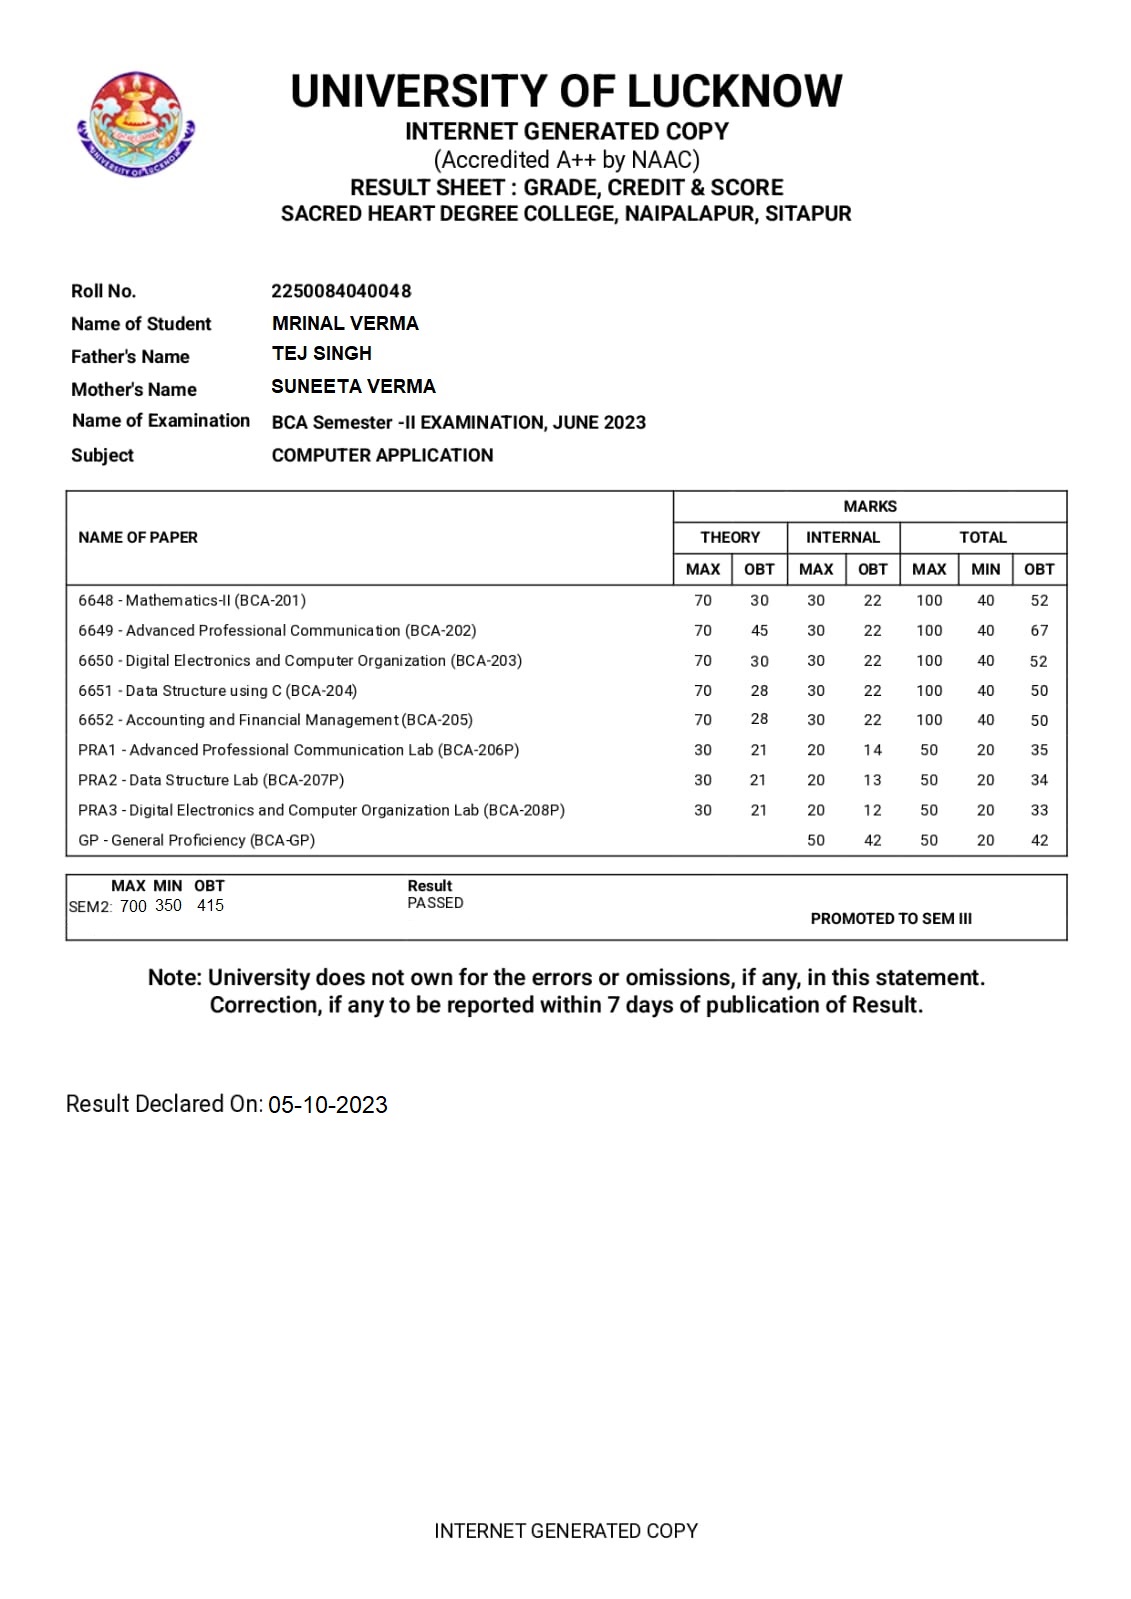 UNIVERSITY OF LUCKNOW
INTERNET GENERATED COPY
(Accredited A++ by NAAC)
RESULT SHEET : GRADE, CREDIT & SCORE
SACRED HEART DEGREE COLLEGE, NAIPALAPUR, SITAPUR
UNIVERSITY OF LUCKNOW
Roll No. 2250084040048
Name of Student MRINAL VERMA
Father's Name TEJ SINGH
Mother's Name SUNEETA VERMA
Name of Examination BCA Semester -II EXAMINATION, JUNE 2023
Subject COMPUTER APPLICATION
MARKS
NAME OF PAPER THEORY INTERNAL TOTAL
MAX OBT MAX OBT MAX MIN OBT
6648 - Mathematics-II (BCA-201) 70 30 30 22 100 40 52
6649 - Advanced Professional Communication (BCA-202) 70 45 30 22 100 40 67
6650 - Digital Electronics and Computer Organization (BCA-203) 70 30 30 22 100 40 52
6651 - Data Structure using C (BCA-204) 70 28 30 22 100 40 50
6652 - Accounting and Financial Management (BCA-205) 70 28 30 22 100 40 50
PRA1 - Advanced Professional Communication Lab (BCA-206P) 30 21 20 14 50 20 35
PRA2 - Data Structure Lab (BCA-207P) 30 21 20 13 50 20 34
PRA3 - Digital Electronics and Computer Organization Lab (BCA-208P) 30 21 20 12 50 20 33
GP - General Proficiency (BCA-GP) 50 42 50 20 42
MAX MIN OBT Result
SEM2: 700 350 415 PASSED
PROMOTED TO SEM III
Note: University does not own for the errors or omissions, if any, in this statement.
Correction, if any to be reported within 7 days of publication of Result.
Result Declared On: 05-10-2023
INTERNET GENERATED COPY